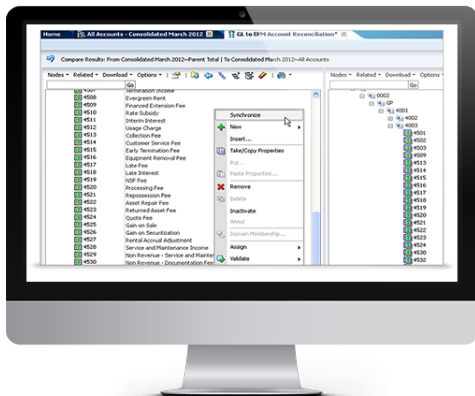 Home All Accounts - Consolidated March 2012 GL to EPM Account Reconciliation*
Compare Results: From Consolidated March 2012~Parent Total | To Consolidated March 2012~All Accounts
Nodes Related Download Options
Nodes Related Download Options
Go
Go
4507 Termination Income
4508 Evergreen Rent
4509 Financed Extension Fee
4510 Rate Subsidy
4511 Interim Interest
4512 Usage Charge
4513 Collection Fee
4514 Customer Service Fee
4515 Early Termination Fee
4516 Equipment Removal Fee
4517 Late Fee
4518 Late Interest
4519 NSF Fee
4520 Processing Fee
4521 Repossession Fee
4522 Asset Repair Fee
4523 Returned Asset Fee
4524 Quote Fee
4525 Gain on Sale
4526 Gain on Securitization
4527 Rental Accrual Adjustment
4528 Service and Maintenance Income
4529 Non Revenue - Service and Mainte
4530 Non Revenue - Documentation Fee
Synchronize
New
Insert...
Take/Copy Properties
Put...
Paste Properties...
Remove
Delete
Inactivate
Annul
Domain Membership...
Assign
Validate
0002
GP
4001
4002
4003
4501
4502
4503
4509
4513
4514
4515
4516
4517
4518
4519
4520
4521
4522
4523
4524
4530
4532